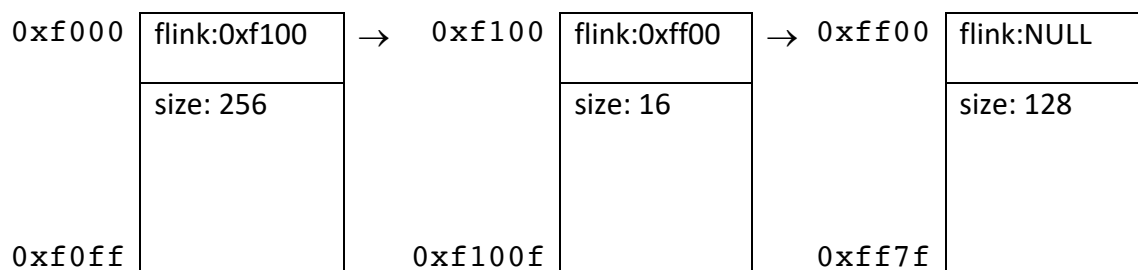 0xf000 flink:0xf100 → 0xf100 flink:0xff00 → 0xff00 flink:NULL
size: 256 size: 16 size: 128
0xf0ff 0xf100f 0xff7f